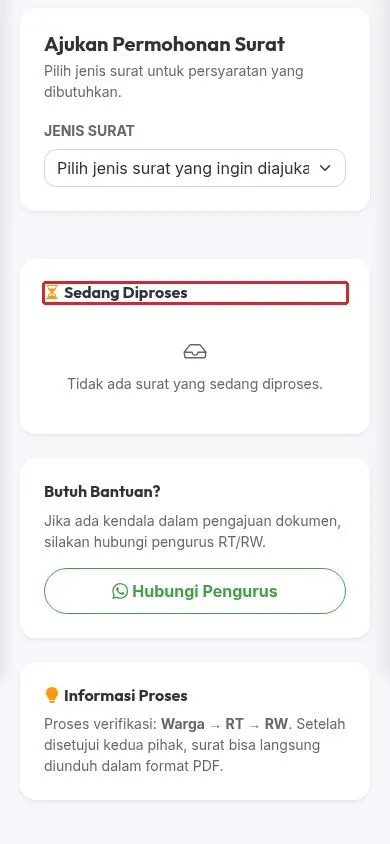 Ajukan Permohonan Surat
Pilih jenis surat untuk persyaratan yang
dibutuhkan.
JENIS SURAT
Pilih jenis surat yang ingin diajuka
Sedang Diproses
Tidak ada surat yang sedang diproses.
Butuh Bantuan?
Jika ada kendala dalam pengajuan dokumen,
silakan hubungi pengurus RT/RW.
Hubungi Pengurus
Informasi Proses
Proses verifikasi: Warga → RT → RW. Setelah
disetujui kedua pihak, surat bisa langsung
diunduh dalam format PDF.